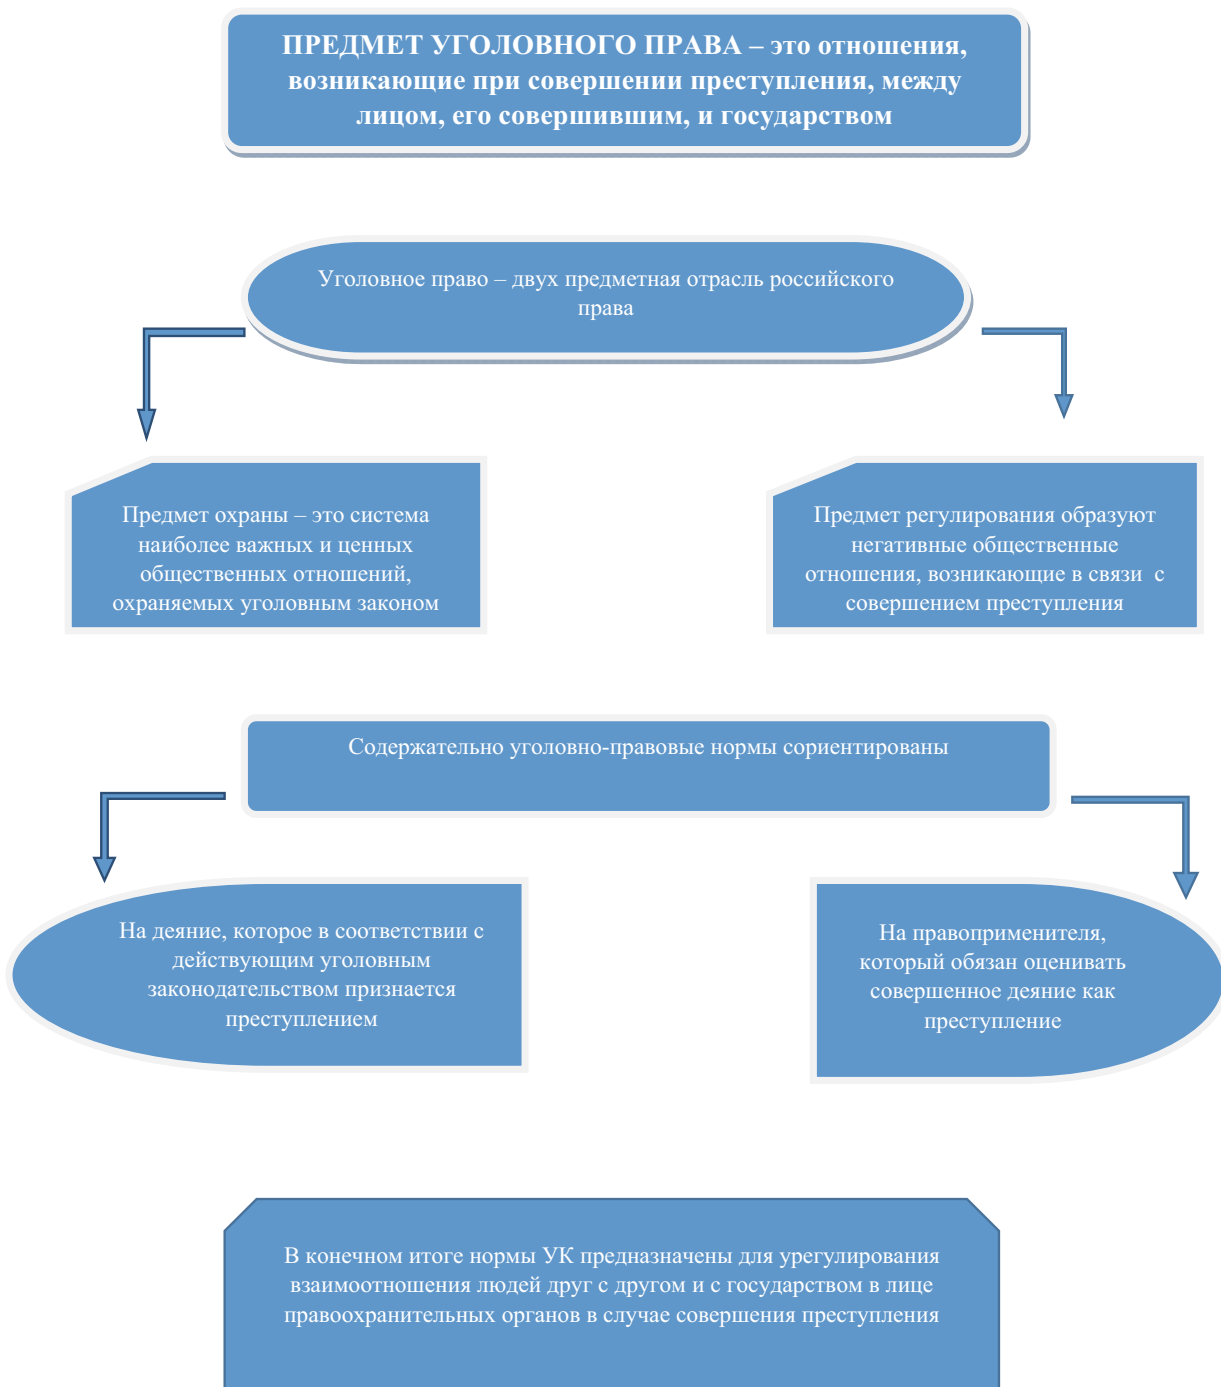 ПРЕДМЕТ УГОЛОВНОГО ПРАВА – это отношения,
возникающие при совершении преступления, между
лицом, его совершившим, и государством
Уголовное право – двух предметная отрасль российского
права
Предмет охраны – это система
наиболее важных и ценных
общественных отношений,
охраняемых уголовным законом
Предмет регулирования образуют
негативные общественные
отношения, возникающие в связи с
совершением преступления
Содержательно уголовно-правовые нормы сориентированы
На деяние, которое в соответствии с
действующим уголовным
законодательством признается
преступлением
На правоприменителя,
который обязан оценивать
совершенное деяние как
преступление
В конечном итоге нормы УК предназначены для урегулирования
взаимоотношения людей друг с другом и с государством в лице
правоохранительных органов в случае совершения преступления